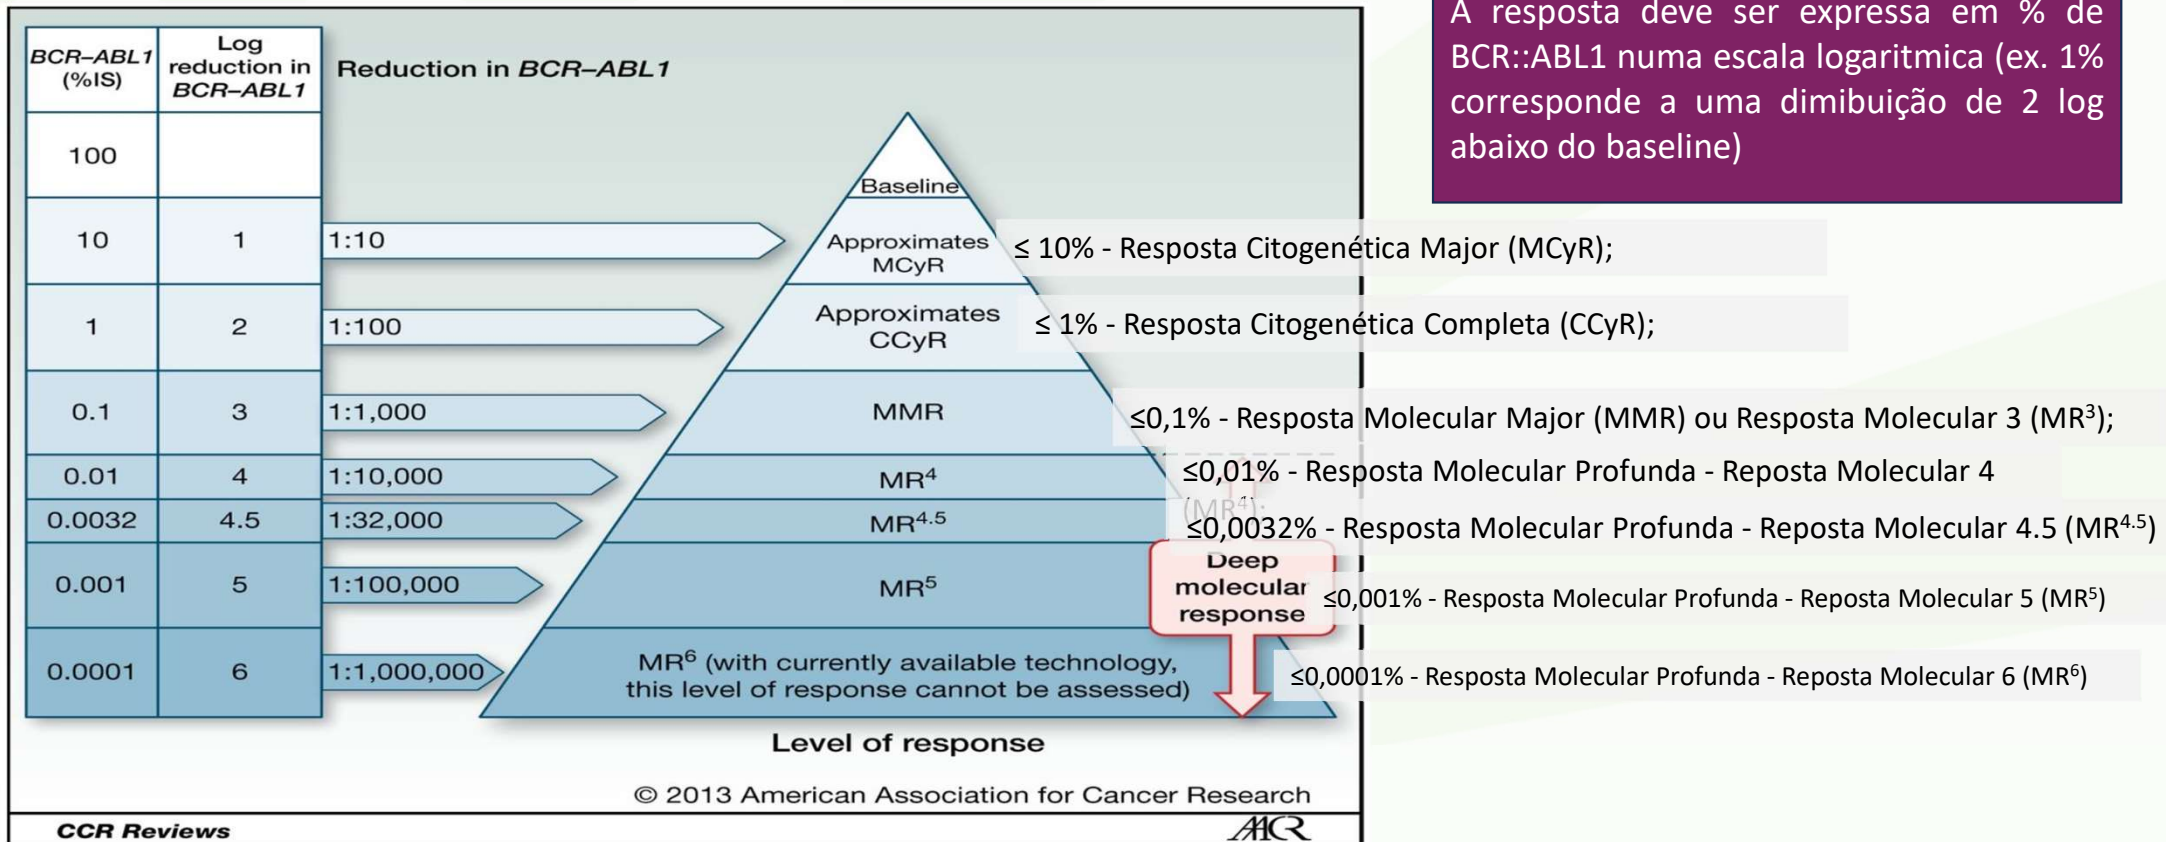 A resposta deve ser expressa em % de
BCR::ABL1 numa escala logaritmica (ex. 1%
corresponde a uma dimibuição de 2 log
abaixo do baseline)
BCR–ABL1
(%IS)
Log
reduction in
BCR–ABL1
Reduction in BCR–ABL1
100
Baseline
10 1 1:10
Approximates
MCyR
≤ 10% - Resposta Citogenética Major (MCyR);
1 2 1:100
Approximates
CCyR
≤ 1% - Resposta Citogenética Completa (CCyR);
0.1 3 1:1,000 MMR
≤0,1% - Resposta Molecular Major (MMR) ou Resposta Molecular 3 (MR³);
0.01 4 1:10,000 MR⁴
≤0,01% - Resposta Molecular Profunda - Reposta Molecular 4
(MR⁴);
0.0032 4.5 1:32,000 MR⁴·⁵
≤0,0032% - Resposta Molecular Profunda - Reposta Molecular 4.5 (MR⁴·⁵)
Deep
molecular
response
0.001 5 1:100,000 MR⁵
≤0,001% - Resposta Molecular Profunda - Reposta Molecular 5 (MR⁵)
0.0001 6 1:1,000,000
MR⁶ (with currently available technology,
this level of response cannot be assessed)
≤0,0001% - Resposta Molecular Profunda - Reposta Molecular 6 (MR⁶)
Level of response
© 2013 American Association for Cancer Research
CCR Reviews
AACR